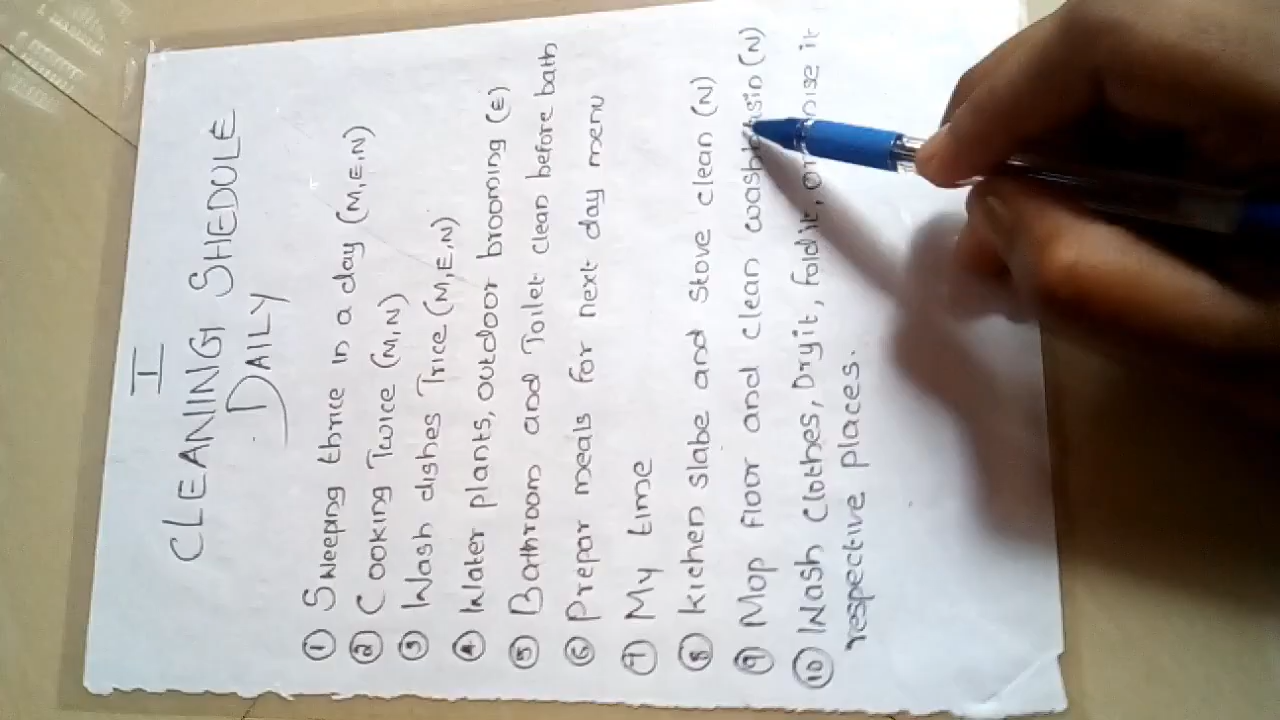 I
CLEANING SHEDULE
DAILY
① Sweeping thrice in a day (M,E,N)
② Cooking Twice (M,N)
③ Wash dishes Trice (M,E,N)
④ Water plants, outdoor brooming (E)
⑤ Bathroom and Toilet clean before bath
⑥ Prepar meals for next day menu
⑦ My time
⑧ kichen slabe and stove clean (N)
⑨ Mop floor and clean (N)
⑩ Wash Clothes, Dry it, fold it, it
respective places.